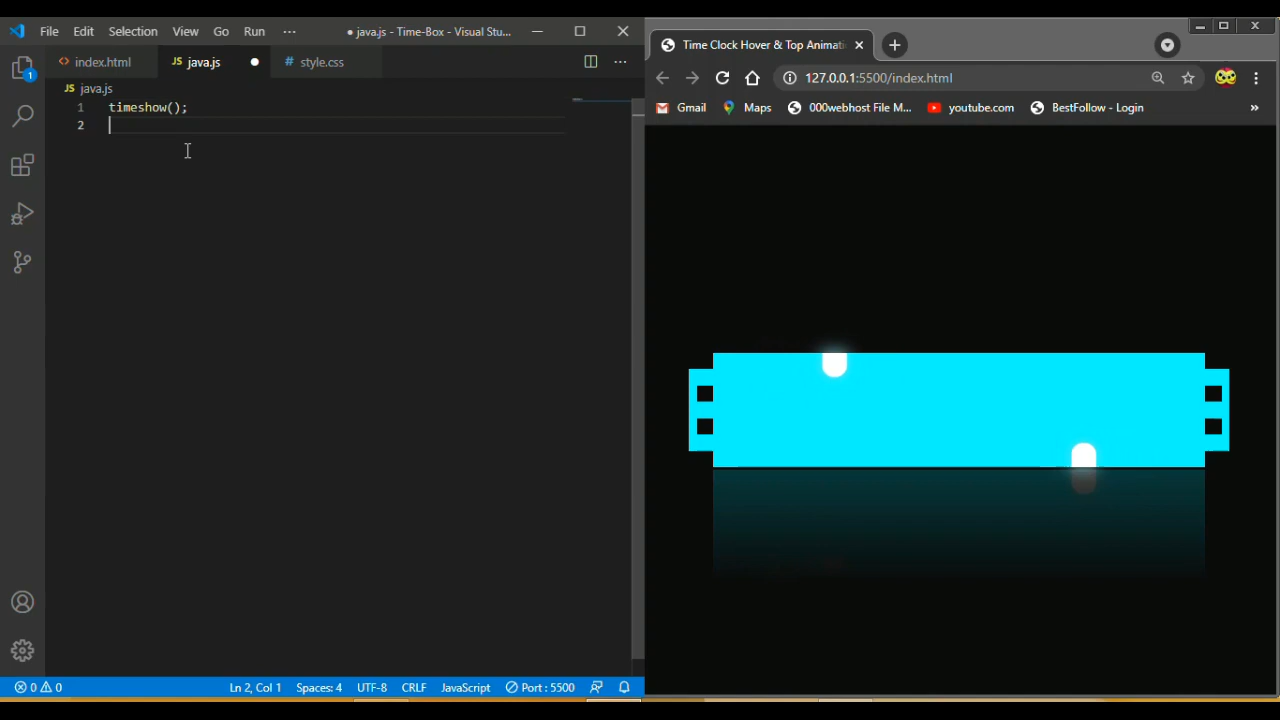 File Edit Selection View Go Run ··· ● java.js - Time-Box - Visual Stu...
index.html JS java.js ● # style.css
JS java.js
1 timeshow();
2
1
0 0 Ln 2, Col 1 Spaces: 4 UTF-8 CRLF JavaScript Port : 5500
Time Clock Hover & Top Animati
127.0.0.1:5500/index.html
Gmail Maps 000webhost File M... youtube.com BestFollow - Login »